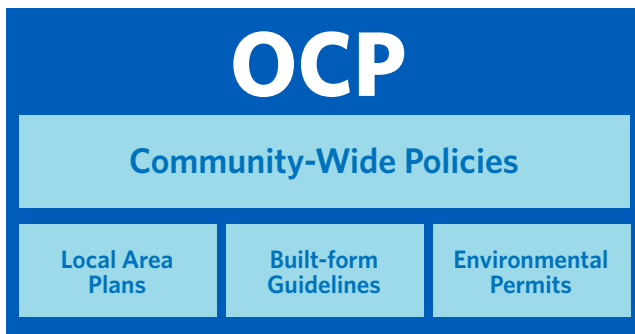 OCP
Community-Wide Policies
Local Area
Plans
Built-form
Guidelines
Environmental
Permits